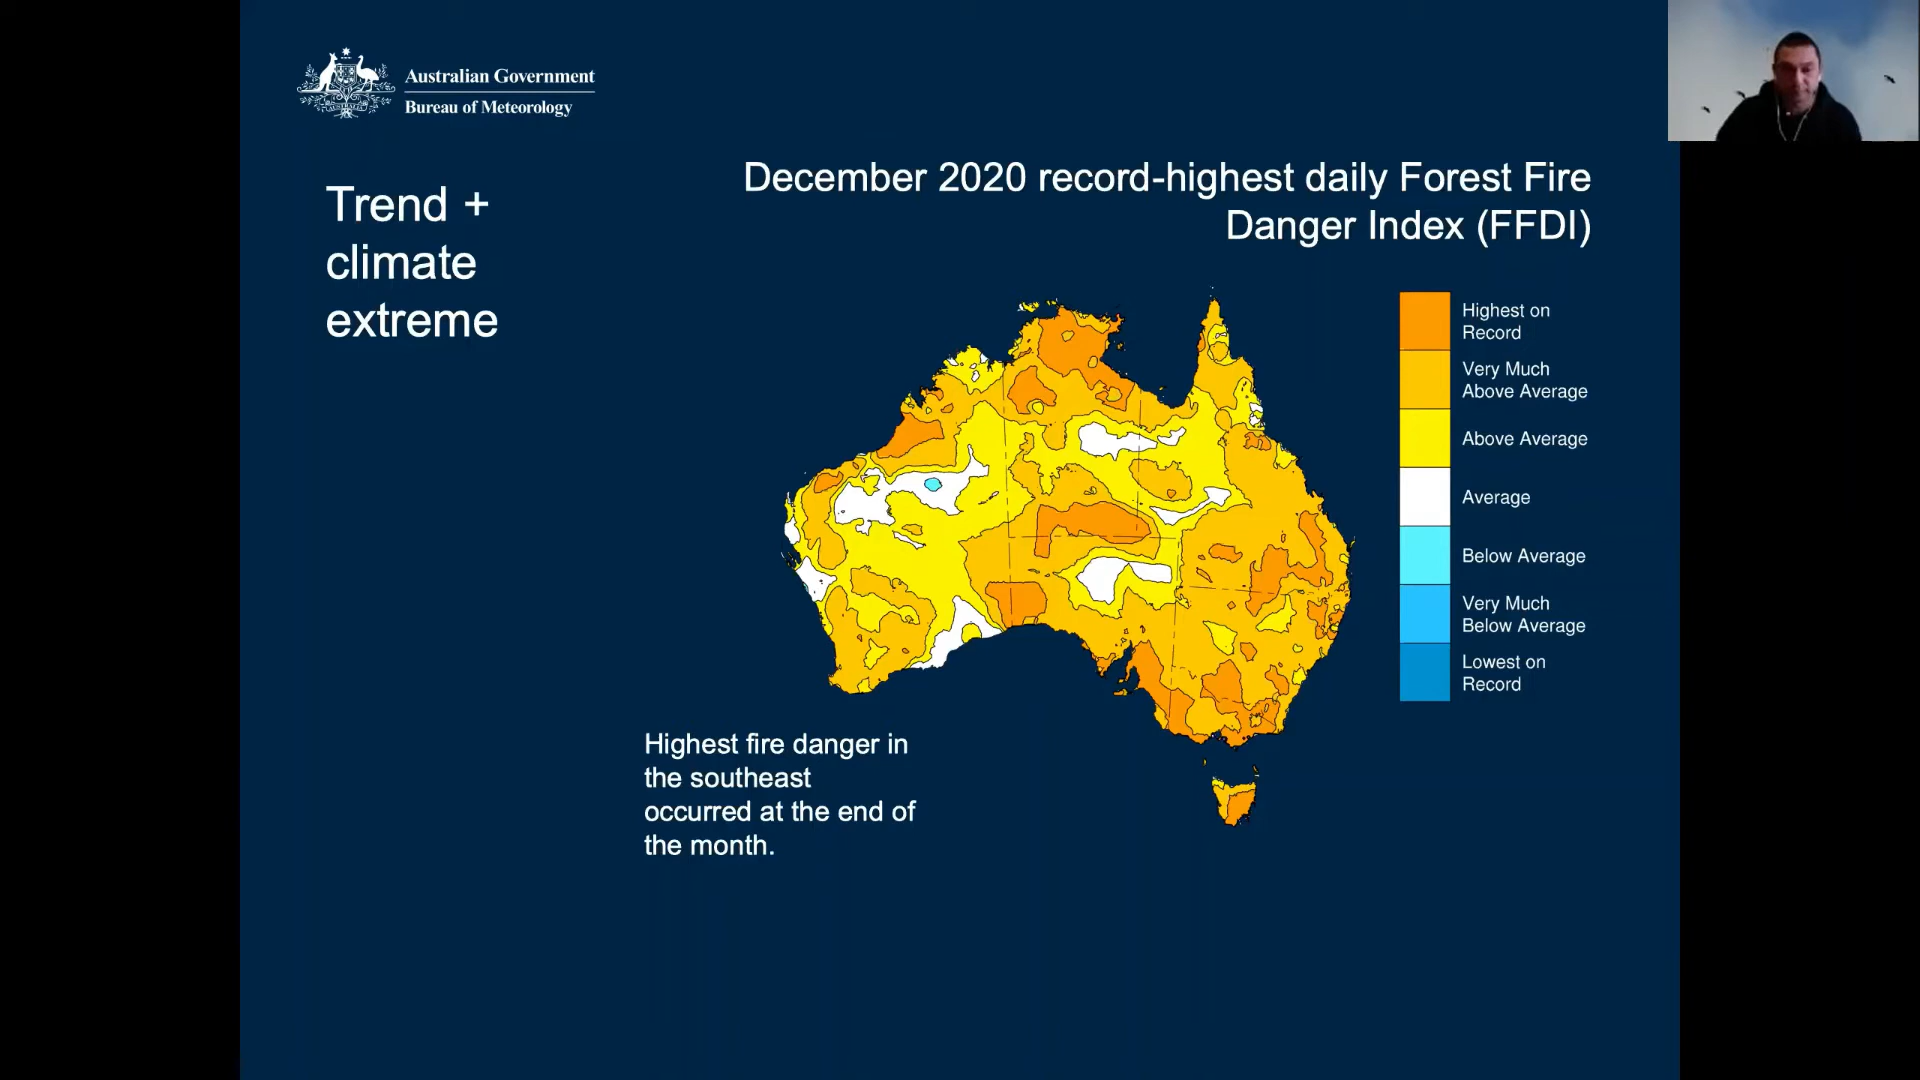 Australian Government
Bureau of Meteorology
Trend +
climate
extreme
December 2020 record-highest daily Forest Fire
Danger Index (FFDI)
Highest on
Record
Very Much
Above Average
Above Average
Average
Below Average
Very Much
Below Average
Lowest on
Record
Highest fire danger in
the southeast
occurred at the end of
the month.